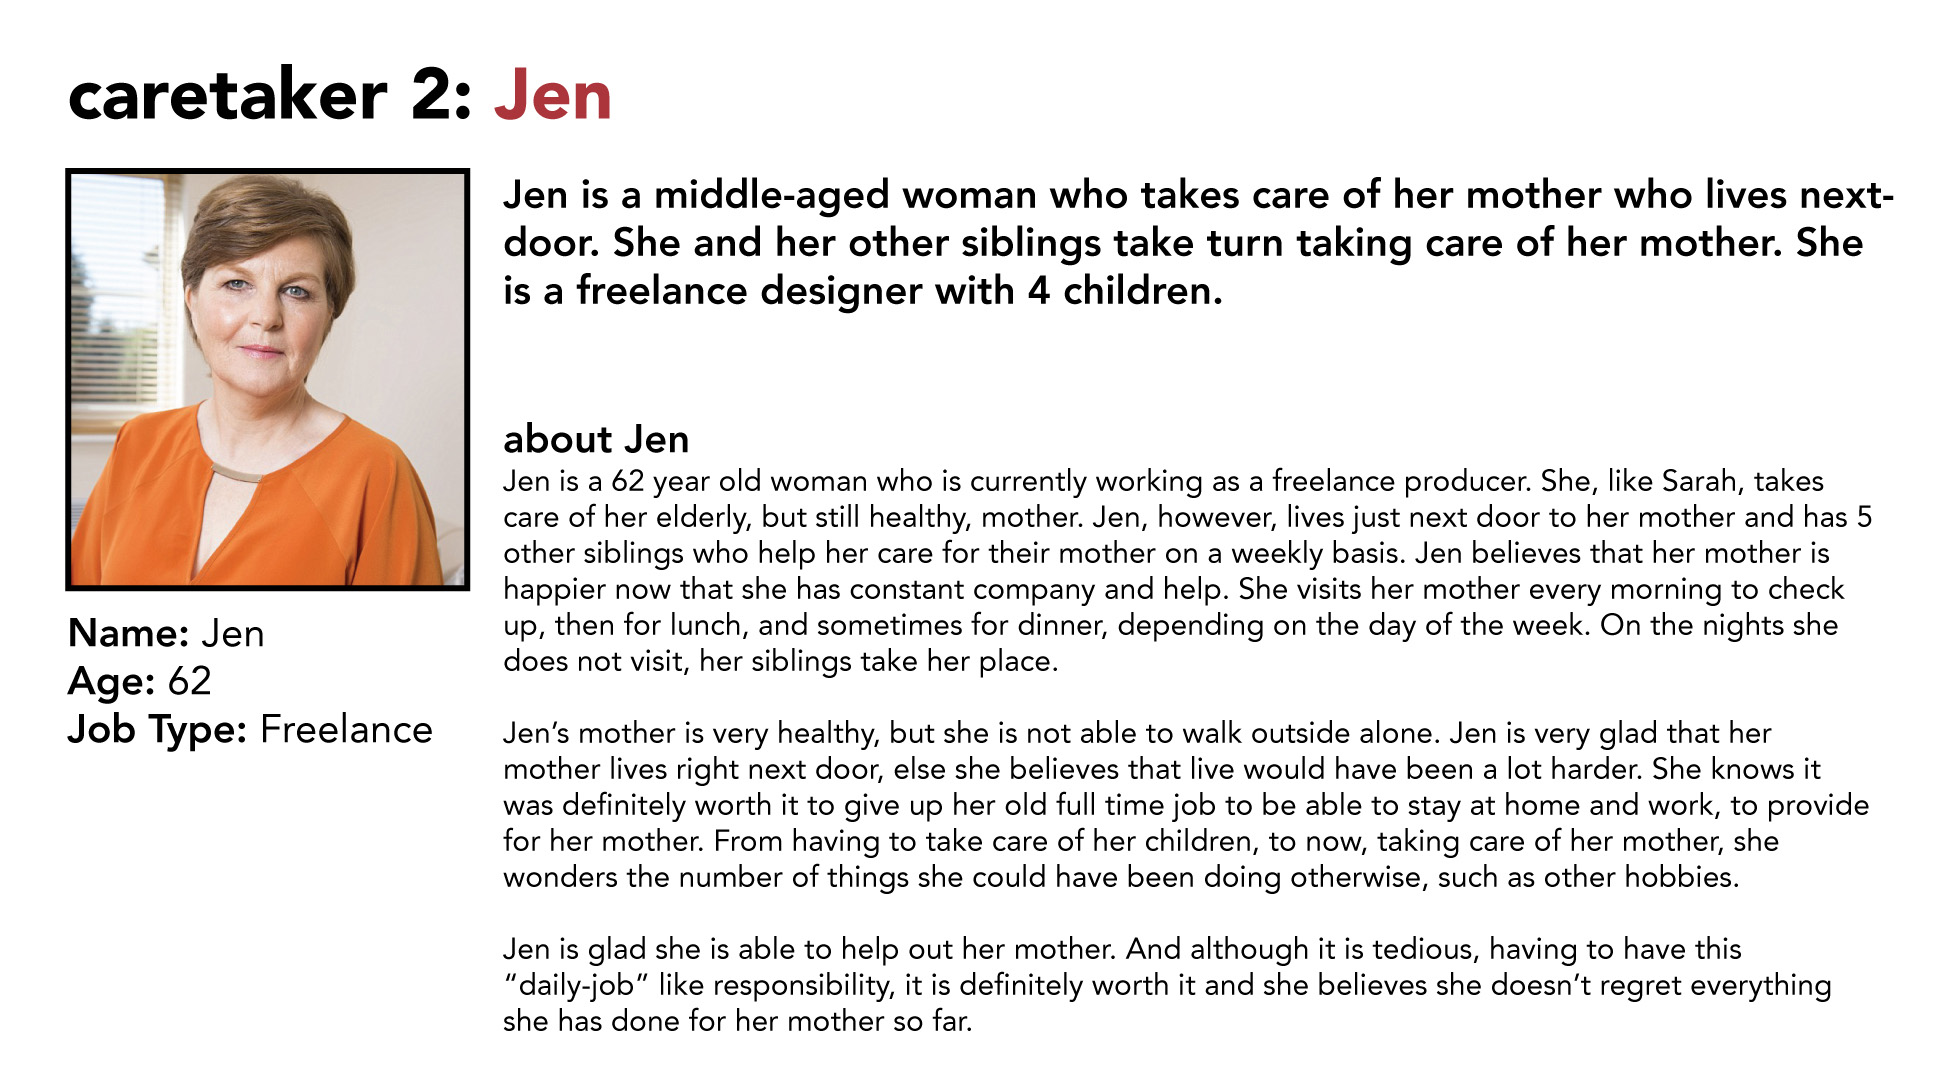 caretaker 2: Jen
Jen is a middle-aged woman who takes care of her mother who lives next-
door. She and her other siblings take turn taking care of her mother. She
is a freelance designer with 4 children.
about Jen
Jen is a 62 year old woman who is currently working as a freelance producer. She, like Sarah, takes
care of her elderly, but still healthy, mother. Jen, however, lives just next door to her mother and has 5
other siblings who help her care for their mother on a weekly basis. Jen believes that her mother is
happier now that she has constant company and help. She visits her mother every morning to check
up, then for lunch, and sometimes for dinner, depending on the day of the week. On the nights she
does not visit, her siblings take her place.
Jen’s mother is very healthy, but she is not able to walk outside alone. Jen is very glad that her
mother lives right next door, else she believes that live would have been a lot harder. She knows it
was definitely worth it to give up her old full time job to be able to stay at home and work, to provide
for her mother. From having to take care of her children, to now, taking care of her mother, she
wonders the number of things she could have been doing otherwise, such as other hobbies.
Jen is glad she is able to help out her mother. And although it is tedious, having to have this
“daily-job” like responsibility, it is definitely worth it and she believes she doesn’t regret everything
she has done for her mother so far.
Name: Jen
Age: 62
Job Type: Freelance